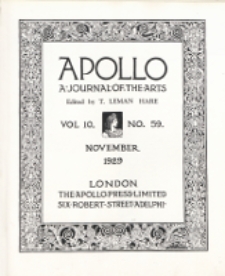 APOLLO
A·JOURNAL·OF·THE·ARTS
Edited by T. LEMAN HARE
VOL 10. NO. 59.
NOVEMBER
1929
LONDON
THE·APOLLO·PRESS·LIMITED
SIX·ROBERT·STREET·ADELPHI·